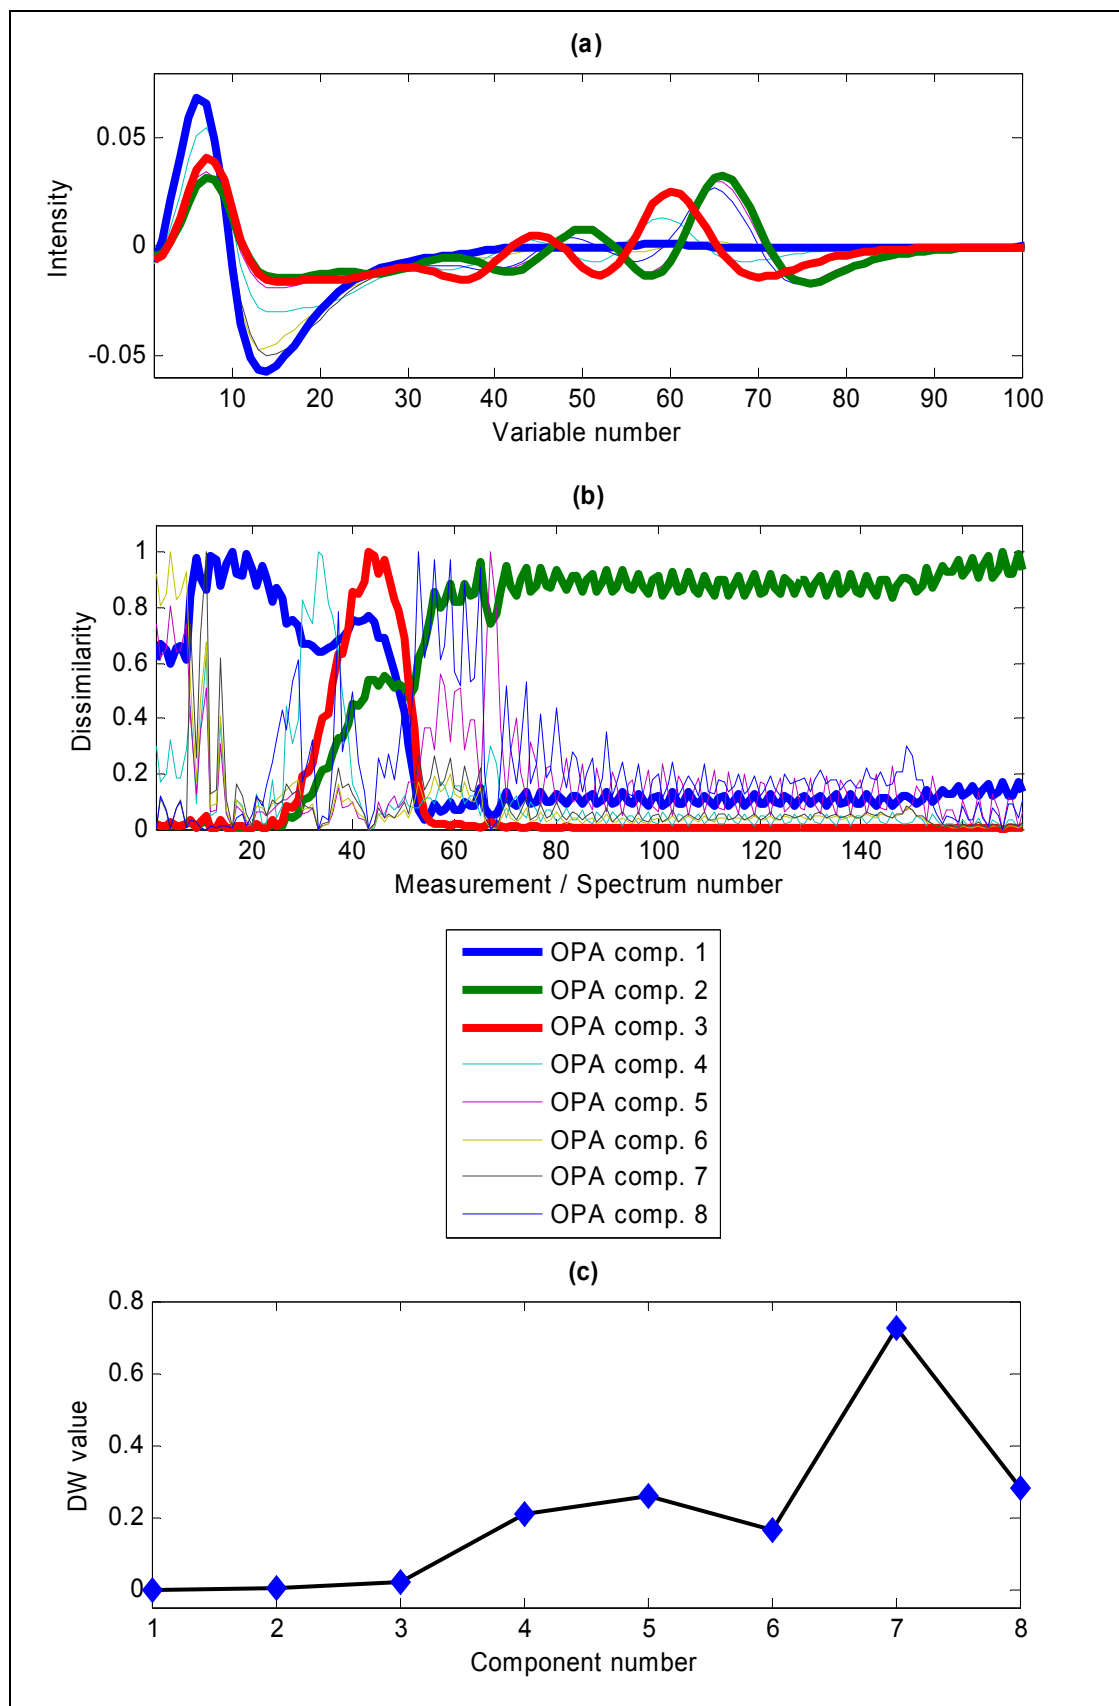 (a)
0.05
0
-0.05
Intensity
10 20 30 40 50 60 70 80 90 100
Variable number
(b)
1
0.8
0.6
0.4
0.2
0
Dissimilarity
20 40 60 80 100 120 140 160
Measurement / Spectrum number
OPA comp. 1
OPA comp. 2
OPA comp. 3
OPA comp. 4
OPA comp. 5
OPA comp. 6
OPA comp. 7
OPA comp. 8
(c)
0.8
0.6
0.4
0.2
0
DW value
1 2 3 4 5 6 7 8
Component number